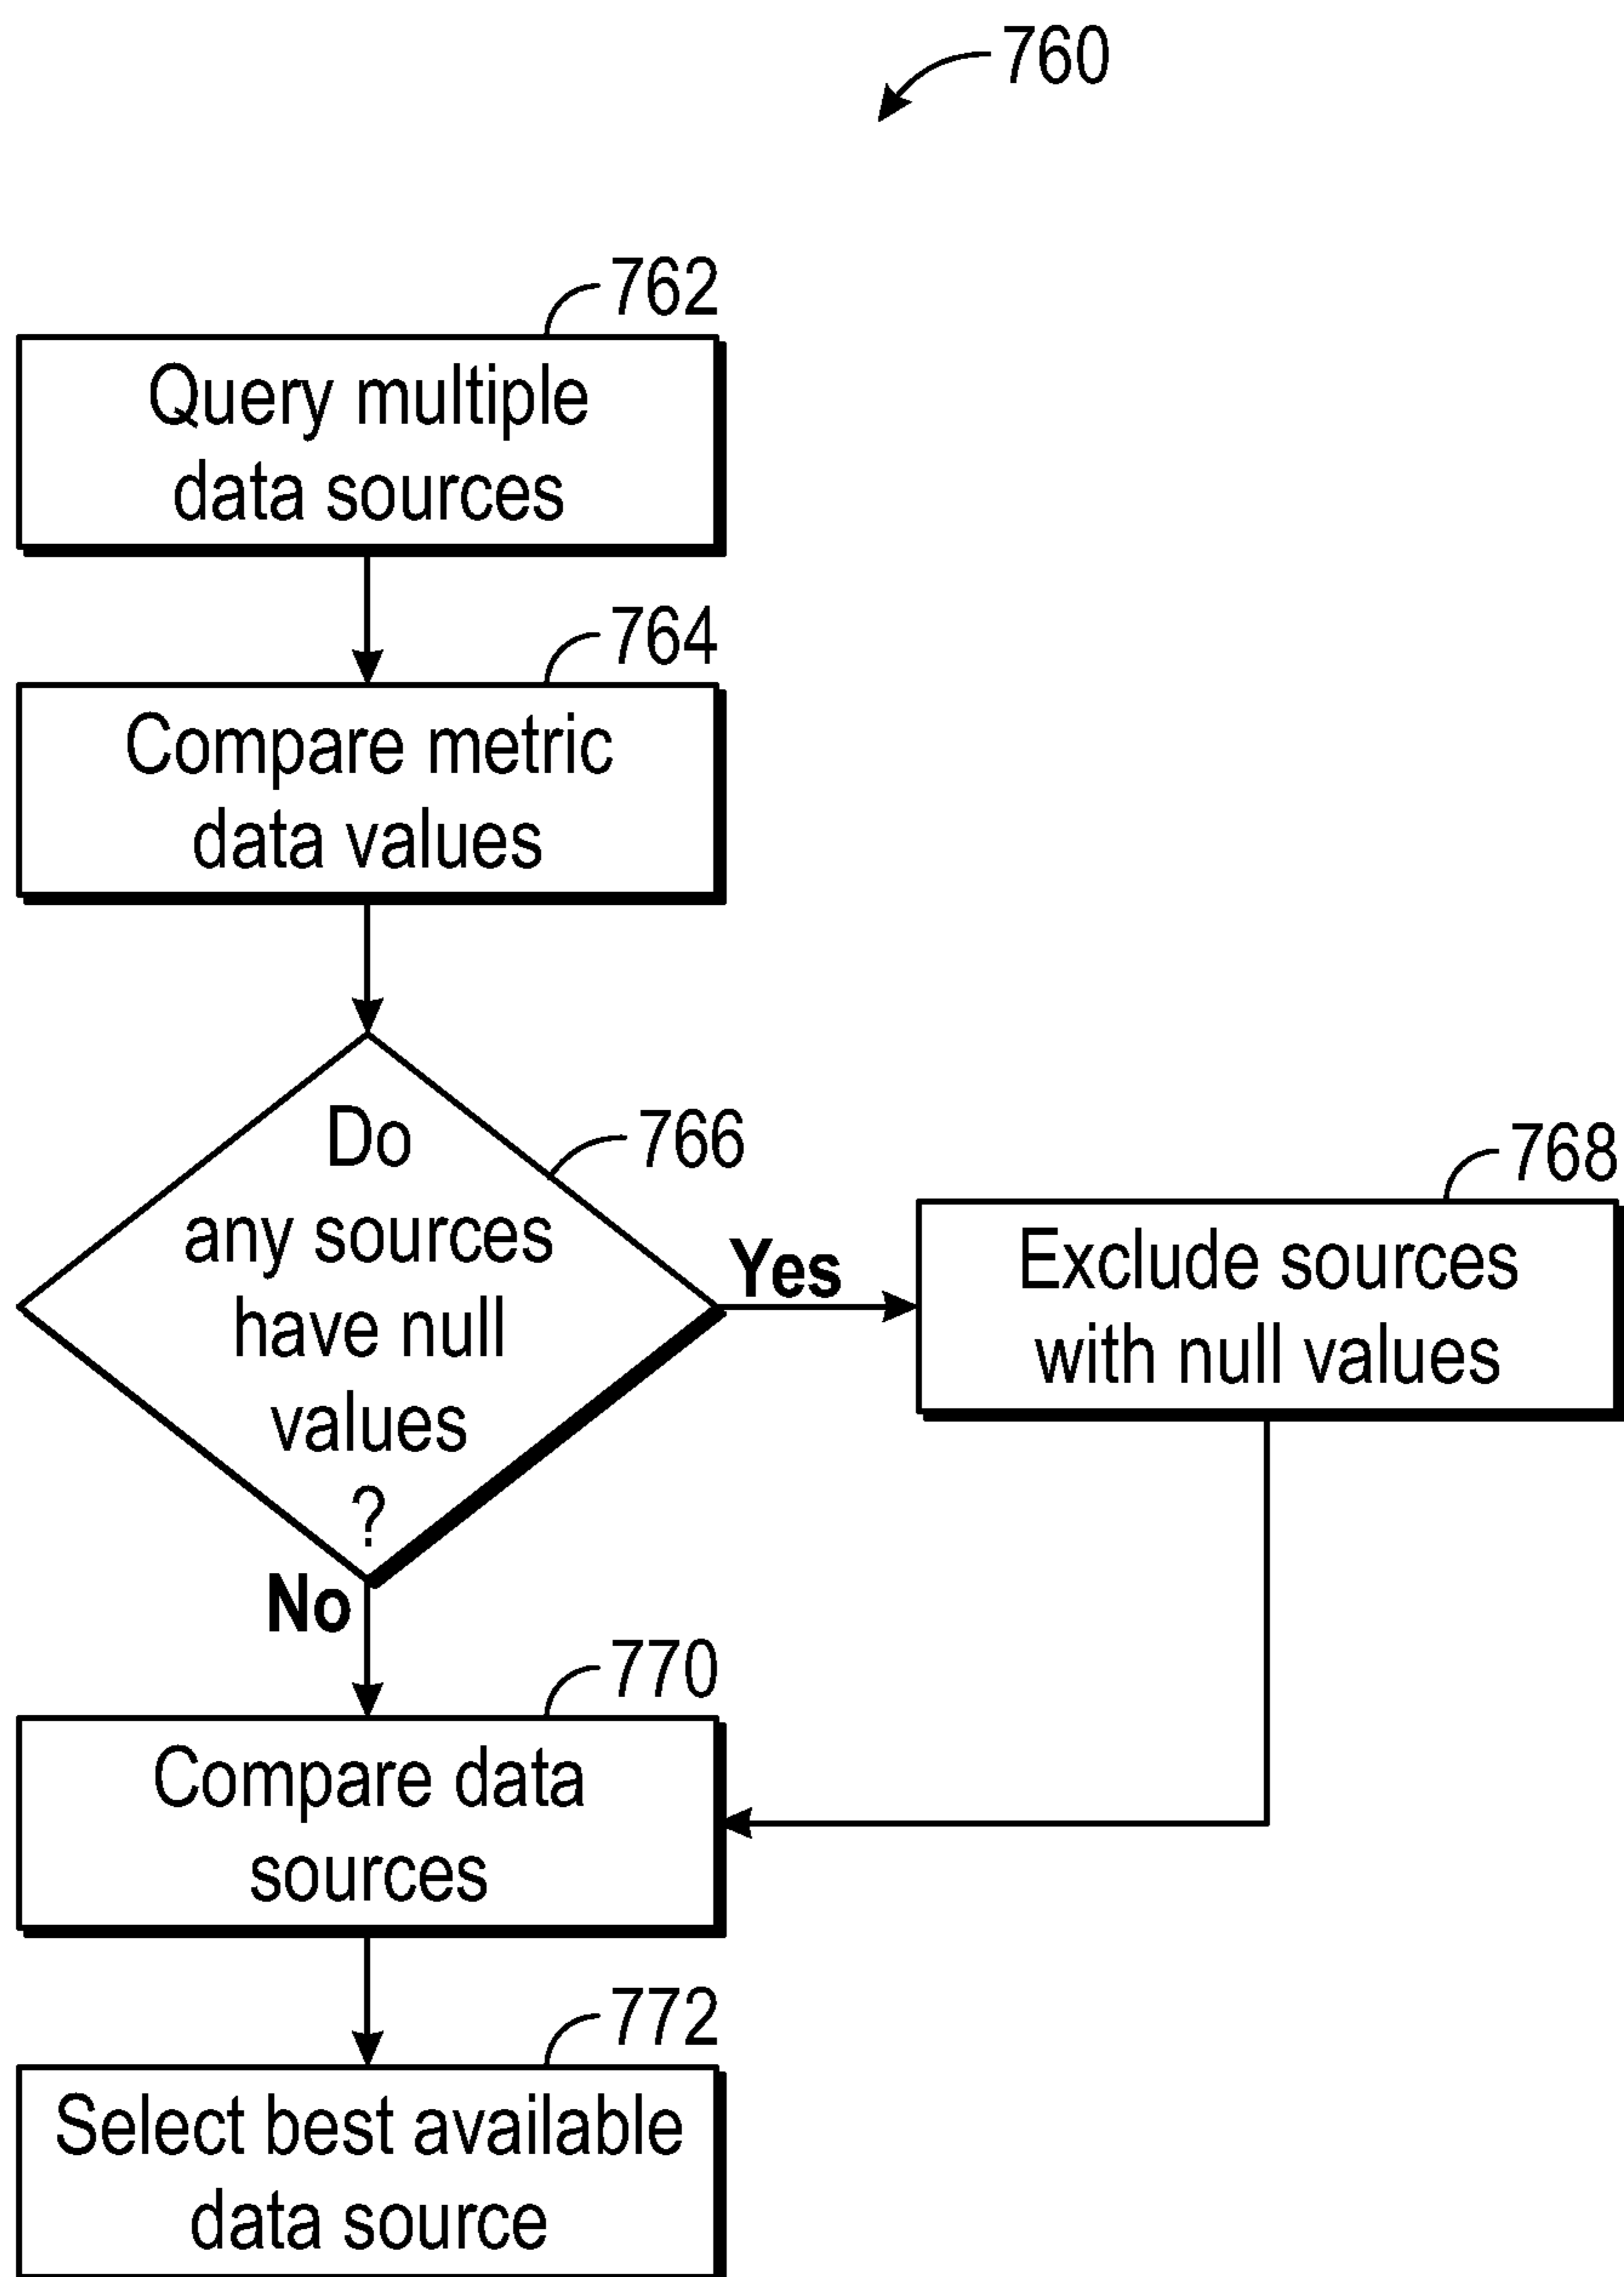 760
762
Query multiple
data sources
764
Compare metric
data values
766
Do
any sources
have null
values
?
Yes
768
Exclude sources
with null values
No
770
Compare data
sources
772
Select best available
data source